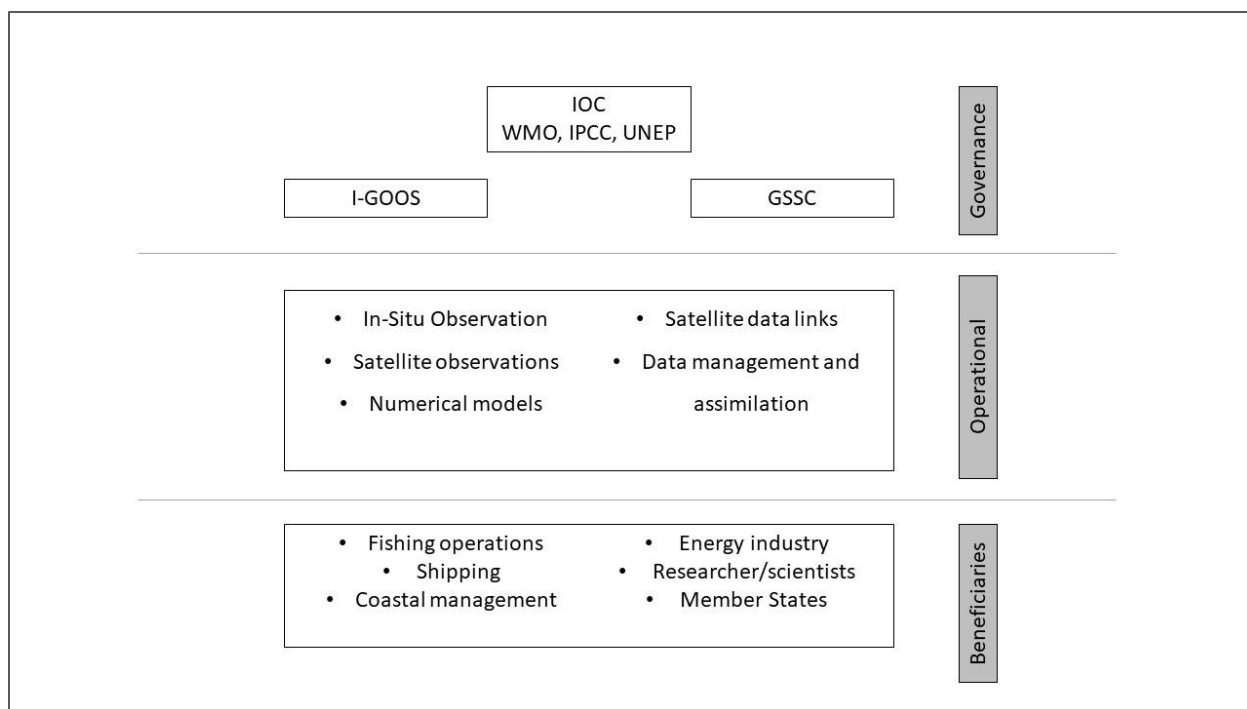 IOC
WMO, IPCC, UNEP
I-GOOS
GSSC
Governance
• In-Situ Observation
• Satellite observations
• Numerical models
• Satellite data links
• Data management and
assimilation
Operational
• Fishing operations
• Shipping
• Coastal management
• Energy industry
• Researcher/scientists
• Member States
Beneficiaries